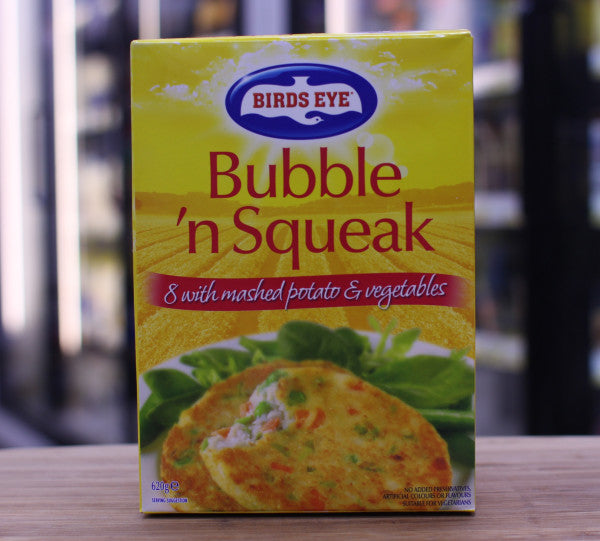 BIRDS EYE
Bubble
'n Squeak
8 with mashed potato & vegetables
620g℮
SERVING SUGGESTION
NO ADDED PRESERVATIVES,
ARTIFICIAL COLOURS OR FLAVOURS
SUITABLE FOR VEGETARIANS